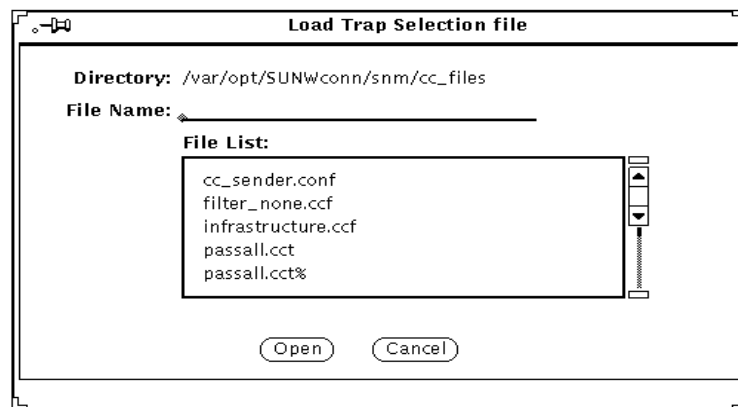 Load Trap Selection file
Directory: /var/opt/SUNWconn/snm/cc_files
File Name:
File List:
cc_sender.conf
filter_none.ccf
infrastructure.ccf
passall.cct
passall.cct%
Open Cancel